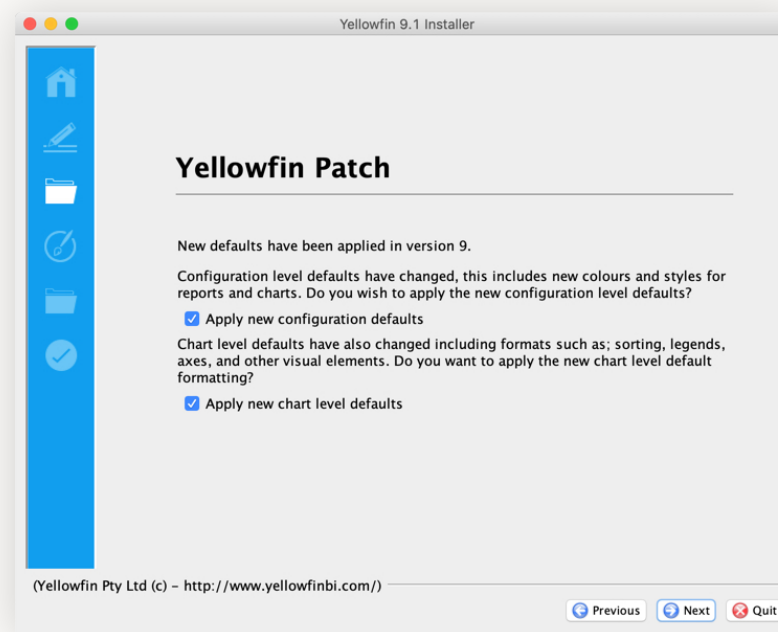 Yellowfin 9.1 Installer
Yellowfin Patch
New defaults have been applied in version 9.
Configuration level defaults have changed, this includes new colours and styles for
reports and charts. Do you wish to apply the new configuration level defaults?
Apply new configuration defaults
Chart level defaults have also changed including formats such as; sorting, legends,
axes, and other visual elements. Do you want to apply the new chart level default
formatting?
Apply new chart level defaults
(Yellowfin Pty Ltd (c) – http://www.yellowfinbi.com/)
Previous Next Quit